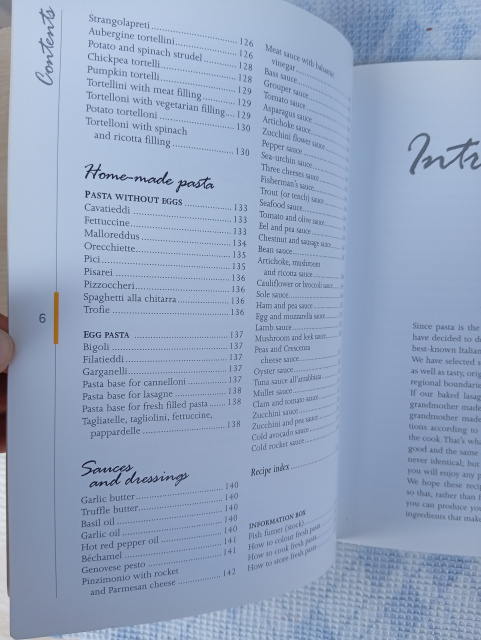 Contents
Strangolapreti ........ 126
Aubergine tortellini ........ 126
Potato and spinach strudel ........ 128
Chickpea tortelli ........ 128
Pumpkin tortelli ........ 129
Tortellini with meat filling ........ 129
Tortelloni with vegetarian filling .... 129
Potato tortelloni ........ 130
Tortelloni with spinach
and ricotta filling ........ 130
Home-made pasta
PASTA WITHOUT EGGS ........ 133
Cavatieddi ........ 133
Fettuccine ........ 133
Malloreddus ........ 134
Orecchiette ........ 135
Pici ........ 135
Pisarei ........ 136
Pizzoccheri ........ 136
Spaghetti alla chitarra ........ 136
Trofie ........ 136
6
EGG PASTA ........ 137
Bigoli ........ 137
Filatieddi ........ 137
Garganelli ........ 137
Pasta base for cannelloni ........ 137
Pasta base for lasagne ........ 138
Pasta base for fresh filled pasta ........ 138
Tagliatelle, tagliolini, fettuccine,
pappardelle ........ 138
Sauces
and dressings
Garlic butter ........ 140
Truffle butter ........ 140
Basil oil ........ 140
Garlic oil ........ 140
Hot red pepper oil ........ 140
Béchamel ........ 141
Genovese pesto ........ 141
Pinzimonio with rocket
and Parmesan cheese ........ 142
Meat sauce with balsamic
vinegar
Bass sauce
Grouper sauce
Tomato sauce
Asparagus sauce
Artichoke sauce
Zucchini flower sauce
Pepper sauce
Sea-urchin sauce
Three cheeses sauce
Fisherman's sauce
Trout (or tench) sauce
Seafood sauce
Tomato and olive sauce
Eel and pea sauce
Chestnut and sausage sauce
Bean sauce
Artichoke, mushroom
and ricotta sauce
Cauliflower or broccoli sauce
Sole sauce
Ham and pea sauce
Egg and mozzarella sauce
Lamb sauce
Mushroom and leek sauce
Peas and Crescenza
cheese sauce
Oyster sauce
Tuna sauce all'arrabbiata
Mullet sauce
Clam and tomato sauce
Zucchini sauce
Zucchini and pea sauce
Cold avocado sauce
Cold rocket sauce
Recipe index
INFORMATION BOX
Fish fumet (stock)
How to colour fresh pasta
How to cook fresh pasta
How to store fresh pasta
Intr
Since pasta is the
have decided to d
best-known Italian
We have selected s
as well as tasty, orig
regional boundarie
If our baked lasag
grandmother made
grandmother made
tions according to
the cook. That's wha
good and the same
never identical; but
you will enjoy any p
We hope these reci
so that, rather than f
you can produce yo
ingredients that make